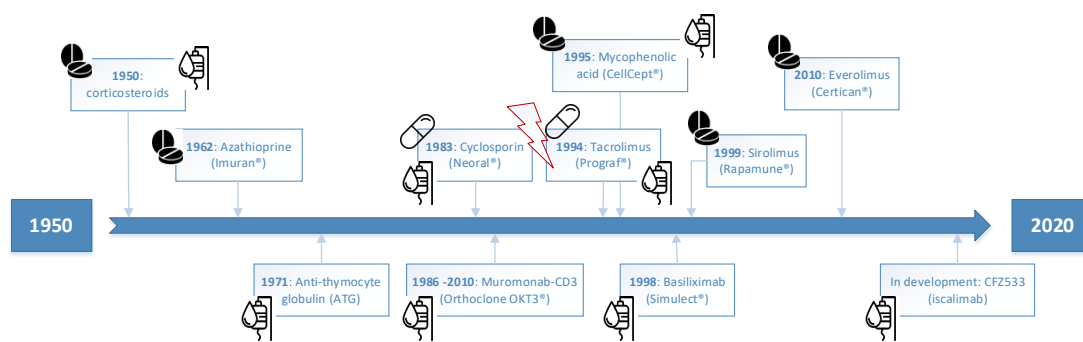 1950:
corticosteroids
1962: Azathioprine
(Imuran®)
1983: Cyclosporin
(Neoral®)
1994: Tacrolimus
(Prograf®)
1995: Mycophenolic
acid (CellCept®)
1999: Sirolimus
(Rapamune®)
2010: Everolimus
(Certican®)
1950
2020
1971: Anti-thymocyte
globulin (ATG)
1986 -2010: Muromonab-CD3
(Orthoclone OKT3®)
1998: Basiliximab
(Simulect®)
In development: CFZ533
(iscalimab)